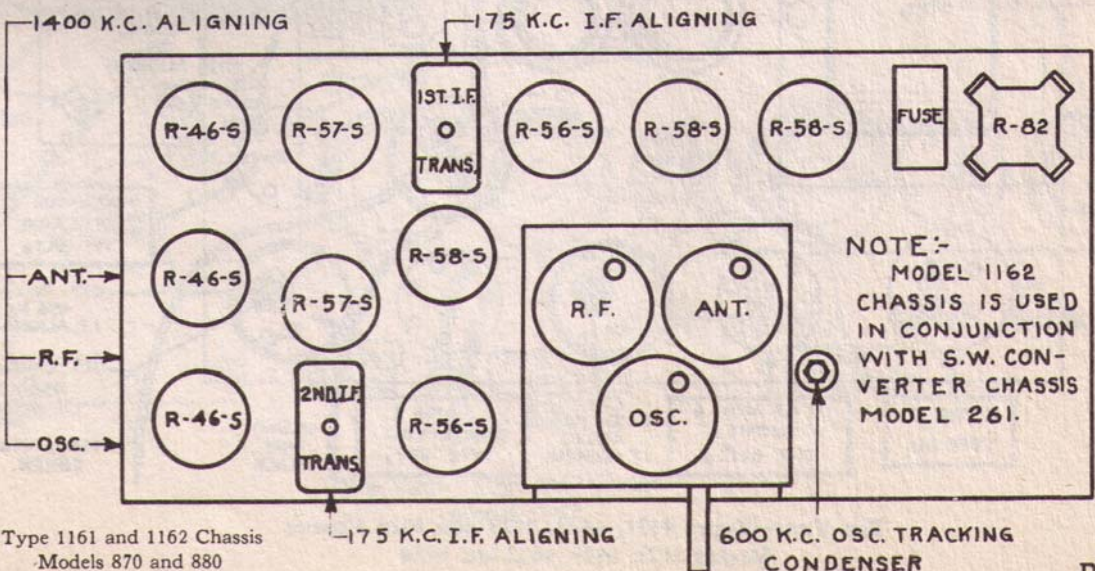 1400 K.C. ALIGNING
175 K.C. I.F. ALIGNING
R-46-S
R-57-S
1ST. I.F.
TRANS.
R-56-S
R-58-S
R-58-S
FUSE
R-82
ANT.
R-46-S
R-57-S
R-58-S
R.F.
ANT.
OSC.
NOTE:-
MODEL 1162
CHASSIS IS USED
IN CONJUNCTION
WITH S.W. CON-
VERTER CHASSIS
MODEL 261.
R.F.
OSC.
R-46-S
2ND I.F.
TRANS.
R-56-S
Type 1161 and 1162 Chassis
Models 870 and 880
175 K.C. I.F. ALIGNING
600 K.C. OSC. TRACKING
CONDENSER